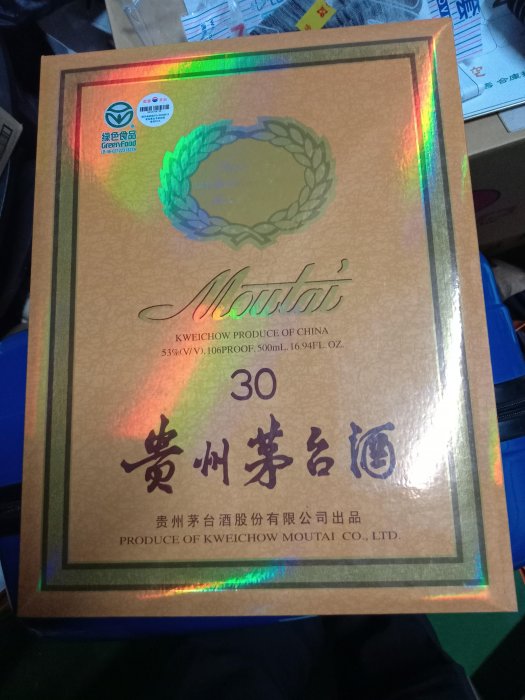 绿色食品
GreenFood
Moutai
KWEICHOW PRODUCE OF CHINA
53%(V/V). 106PROOF. 500mL. 16.94FL. OZ.
30
贵州茅台酒
贵州茅台酒股份有限公司出品
PRODUCE OF KWEICHOW MOUTAI CO., LTD.